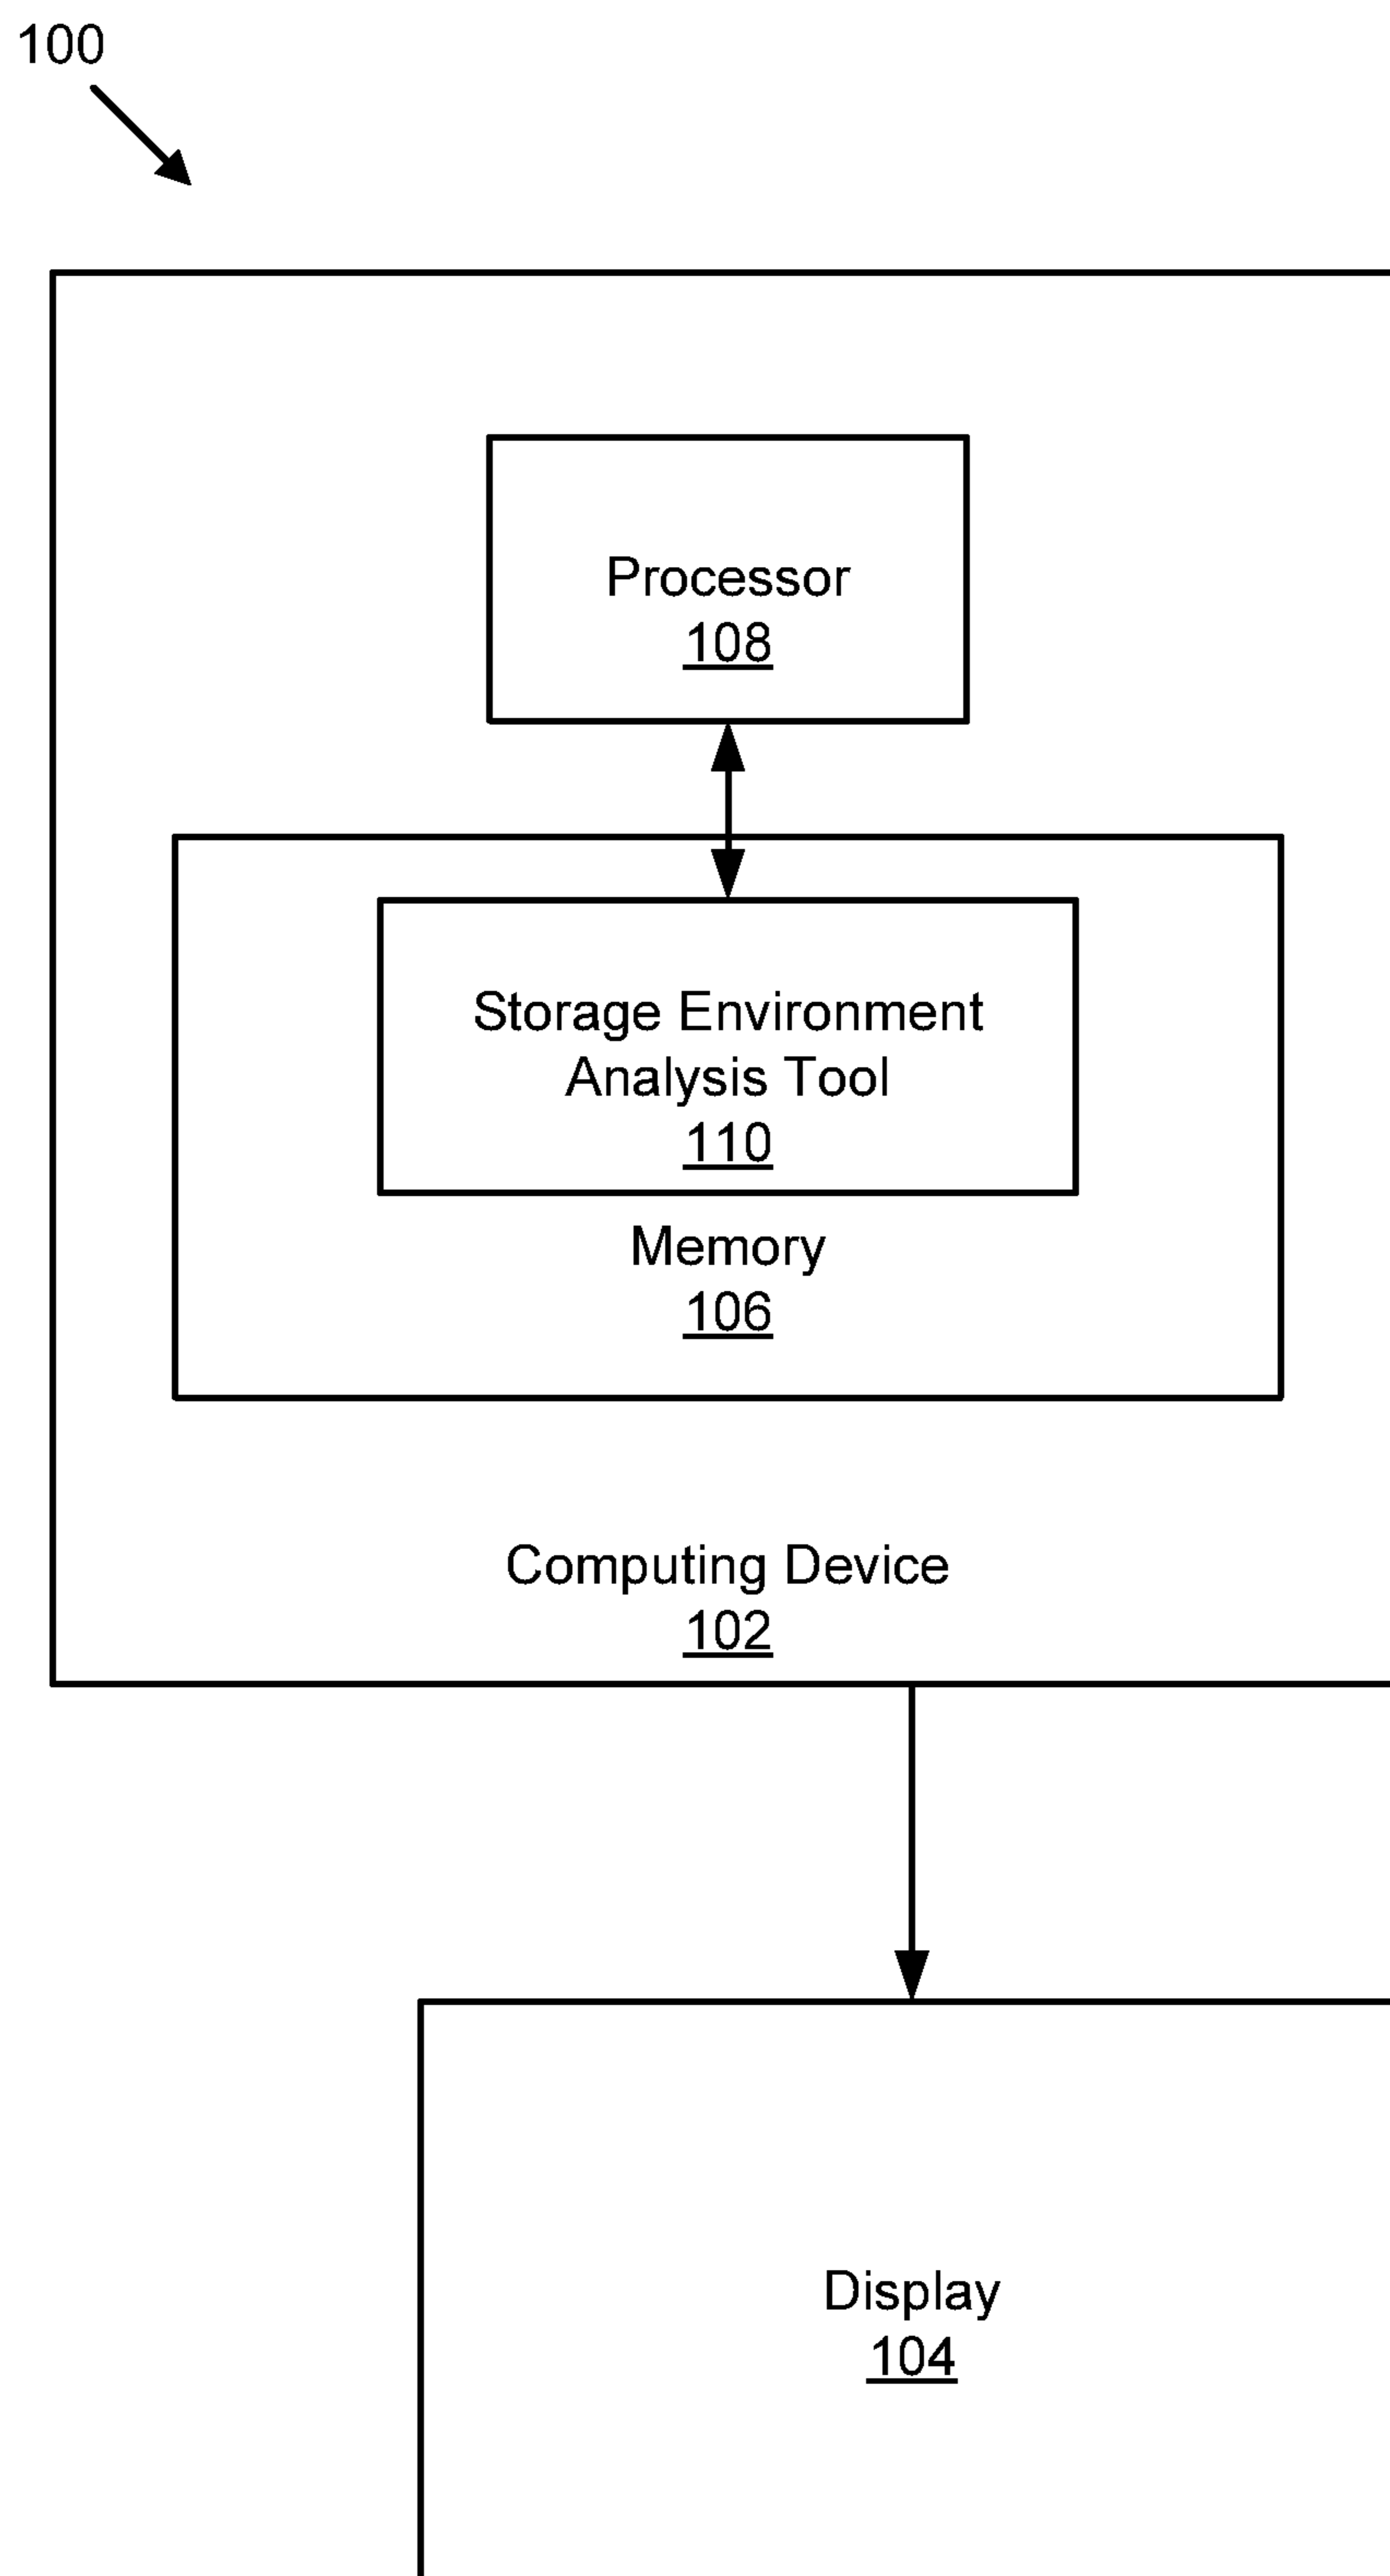 100
Processor
108
Storage Environment
Analysis Tool
110
Memory
106
Computing Device
102
Display
104